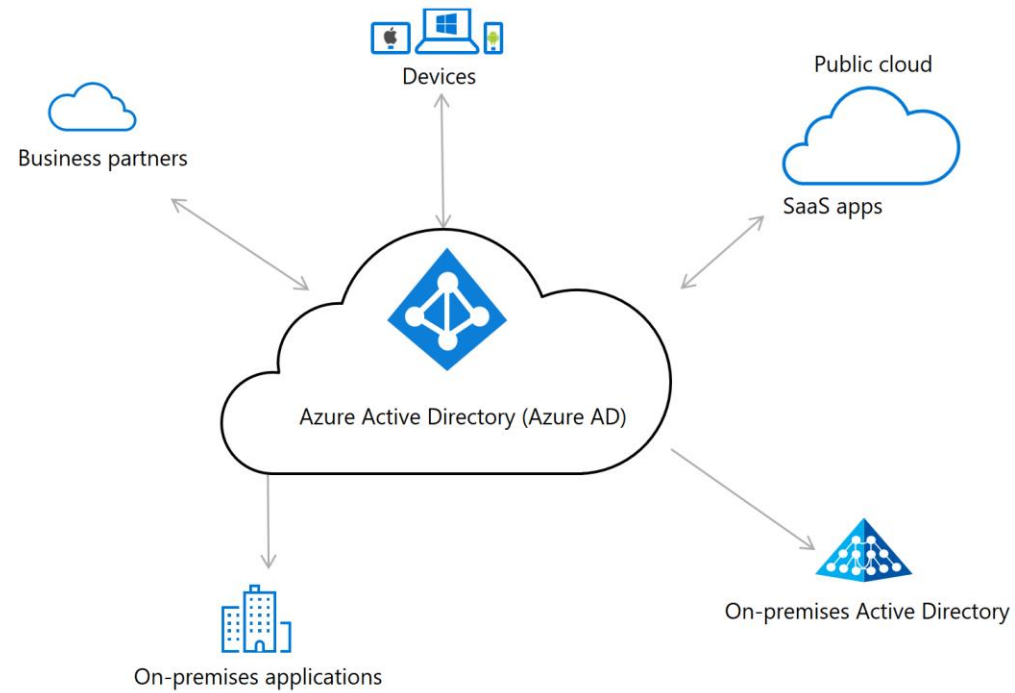 Devices
Public cloud
Business partners
SaaS apps
Azure Active Directory (Azure AD)
On-premises Active Directory
On-premises applications